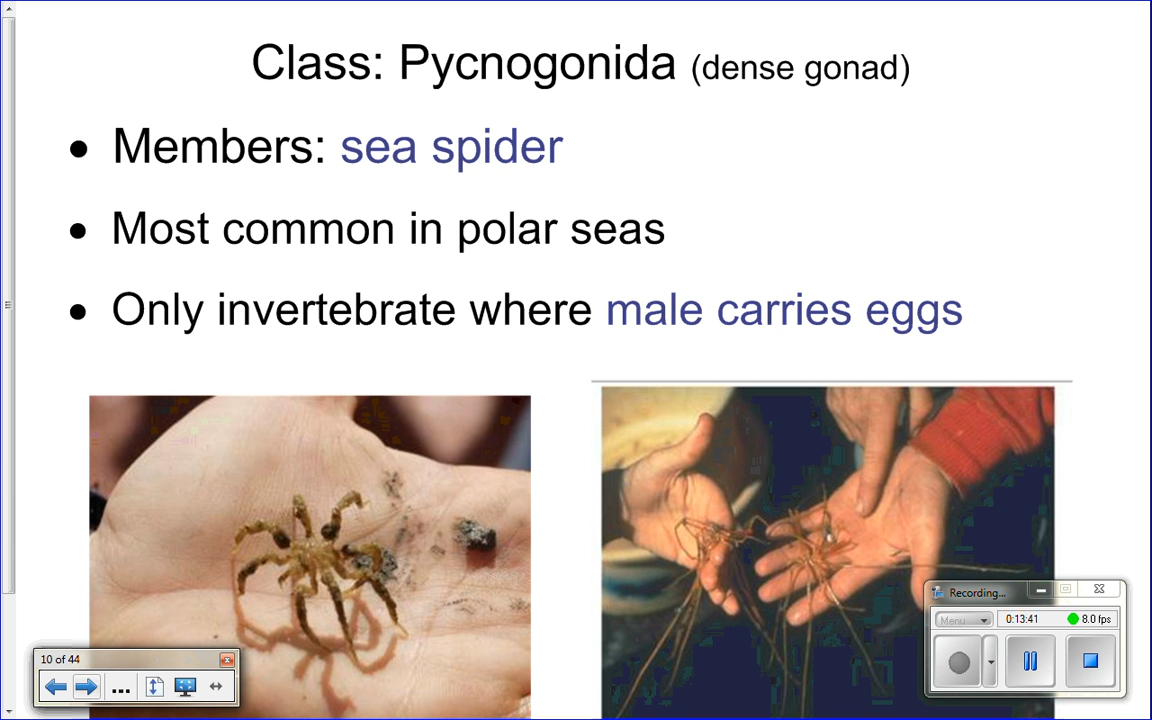 Class: Pycnogonida (dense gonad)
• Members: sea spider
• Most common in polar seas
• Only invertebrate where male carries eggs
10 of 44
...
Recording...
Menu
0:13:41
8.0 fps